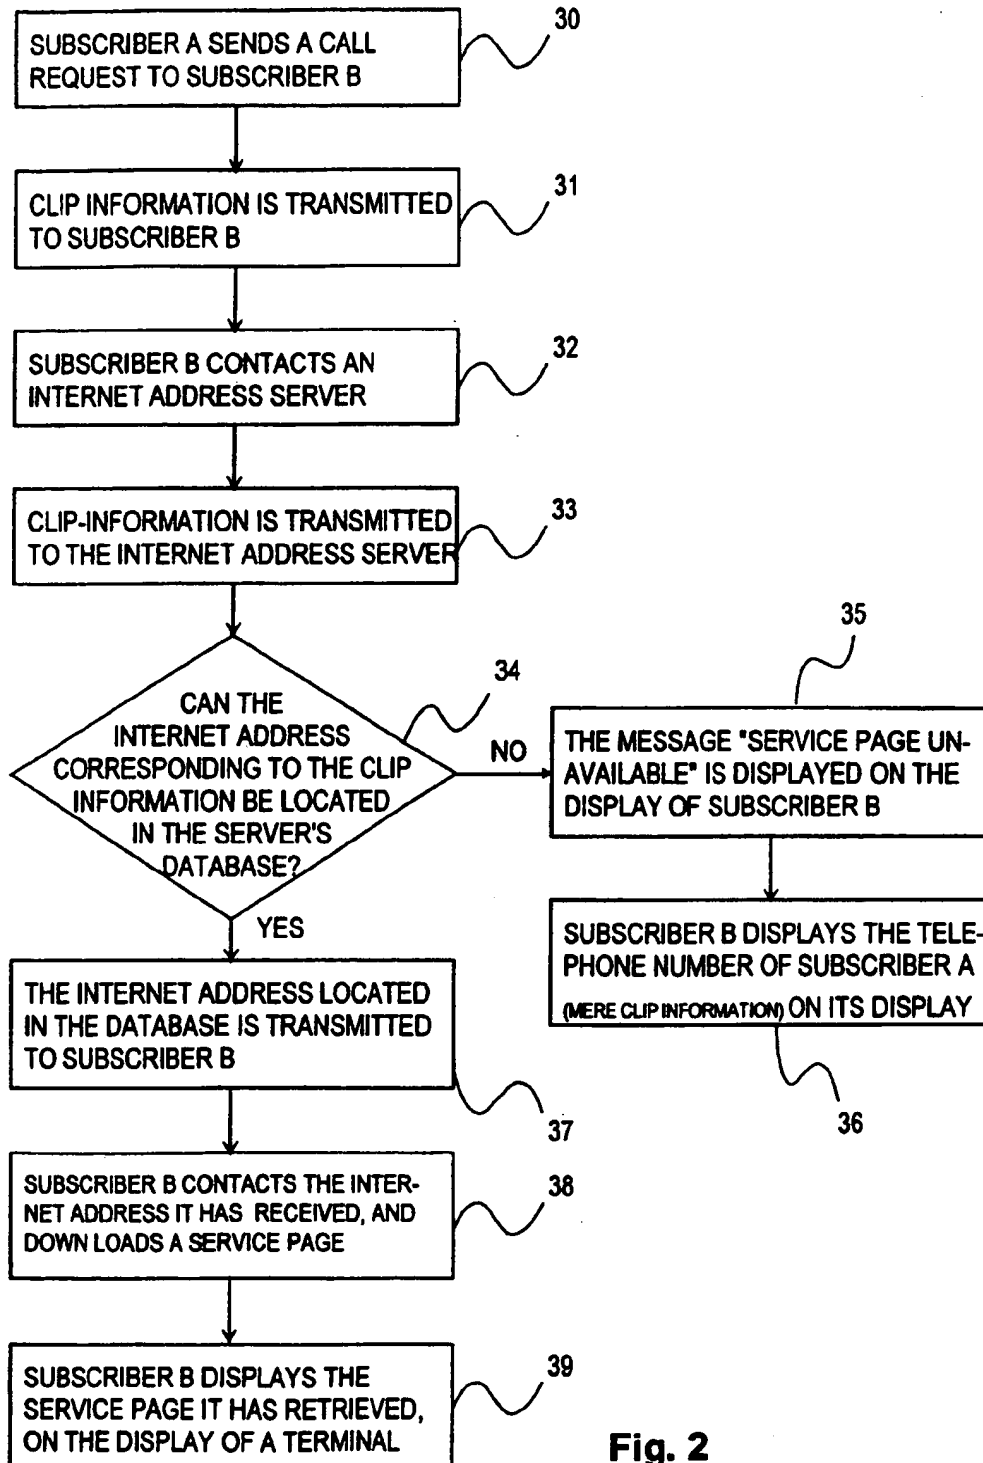 30
SUBSCRIBER A SENDS A CALL
REQUEST TO SUBSCRIBER B
31
CLIP INFORMATION IS TRANSMITTED
TO SUBSCRIBER B
32
SUBSCRIBER B CONTACTS AN
INTERNET ADDRESS SERVER
33
CLIP-INFORMATION IS TRANSMITTED
TO THE INTERNET ADDRESS SERVER
34
CAN THE
INTERNET ADDRESS
CORRESPONDING TO THE CLIP
INFORMATION BE LOCATED
IN THE SERVER'S
DATABASE?
NO
35
THE MESSAGE "SERVICE PAGE UN-
AVAILABLE" IS DISPLAYED ON THE
DISPLAY OF SUBSCRIBER B
SUBSCRIBER B DISPLAYS THE TELE-
PHONE NUMBER OF SUBSCRIBER A
(MERE CLIP INFORMATION) ON ITS DISPLAY
36
YES
THE INTERNET ADDRESS LOCATED
IN THE DATABASE IS TRANSMITTED
TO SUBSCRIBER B
37
SUBSCRIBER B CONTACTS THE INTER-
NET ADDRESS IT HAS RECEIVED, AND
DOWN LOADS A SERVICE PAGE
38
SUBSCRIBER B DISPLAYS THE
SERVICE PAGE IT HAS RETRIEVED,
ON THE DISPLAY OF A TERMINAL
39
Fig. 2